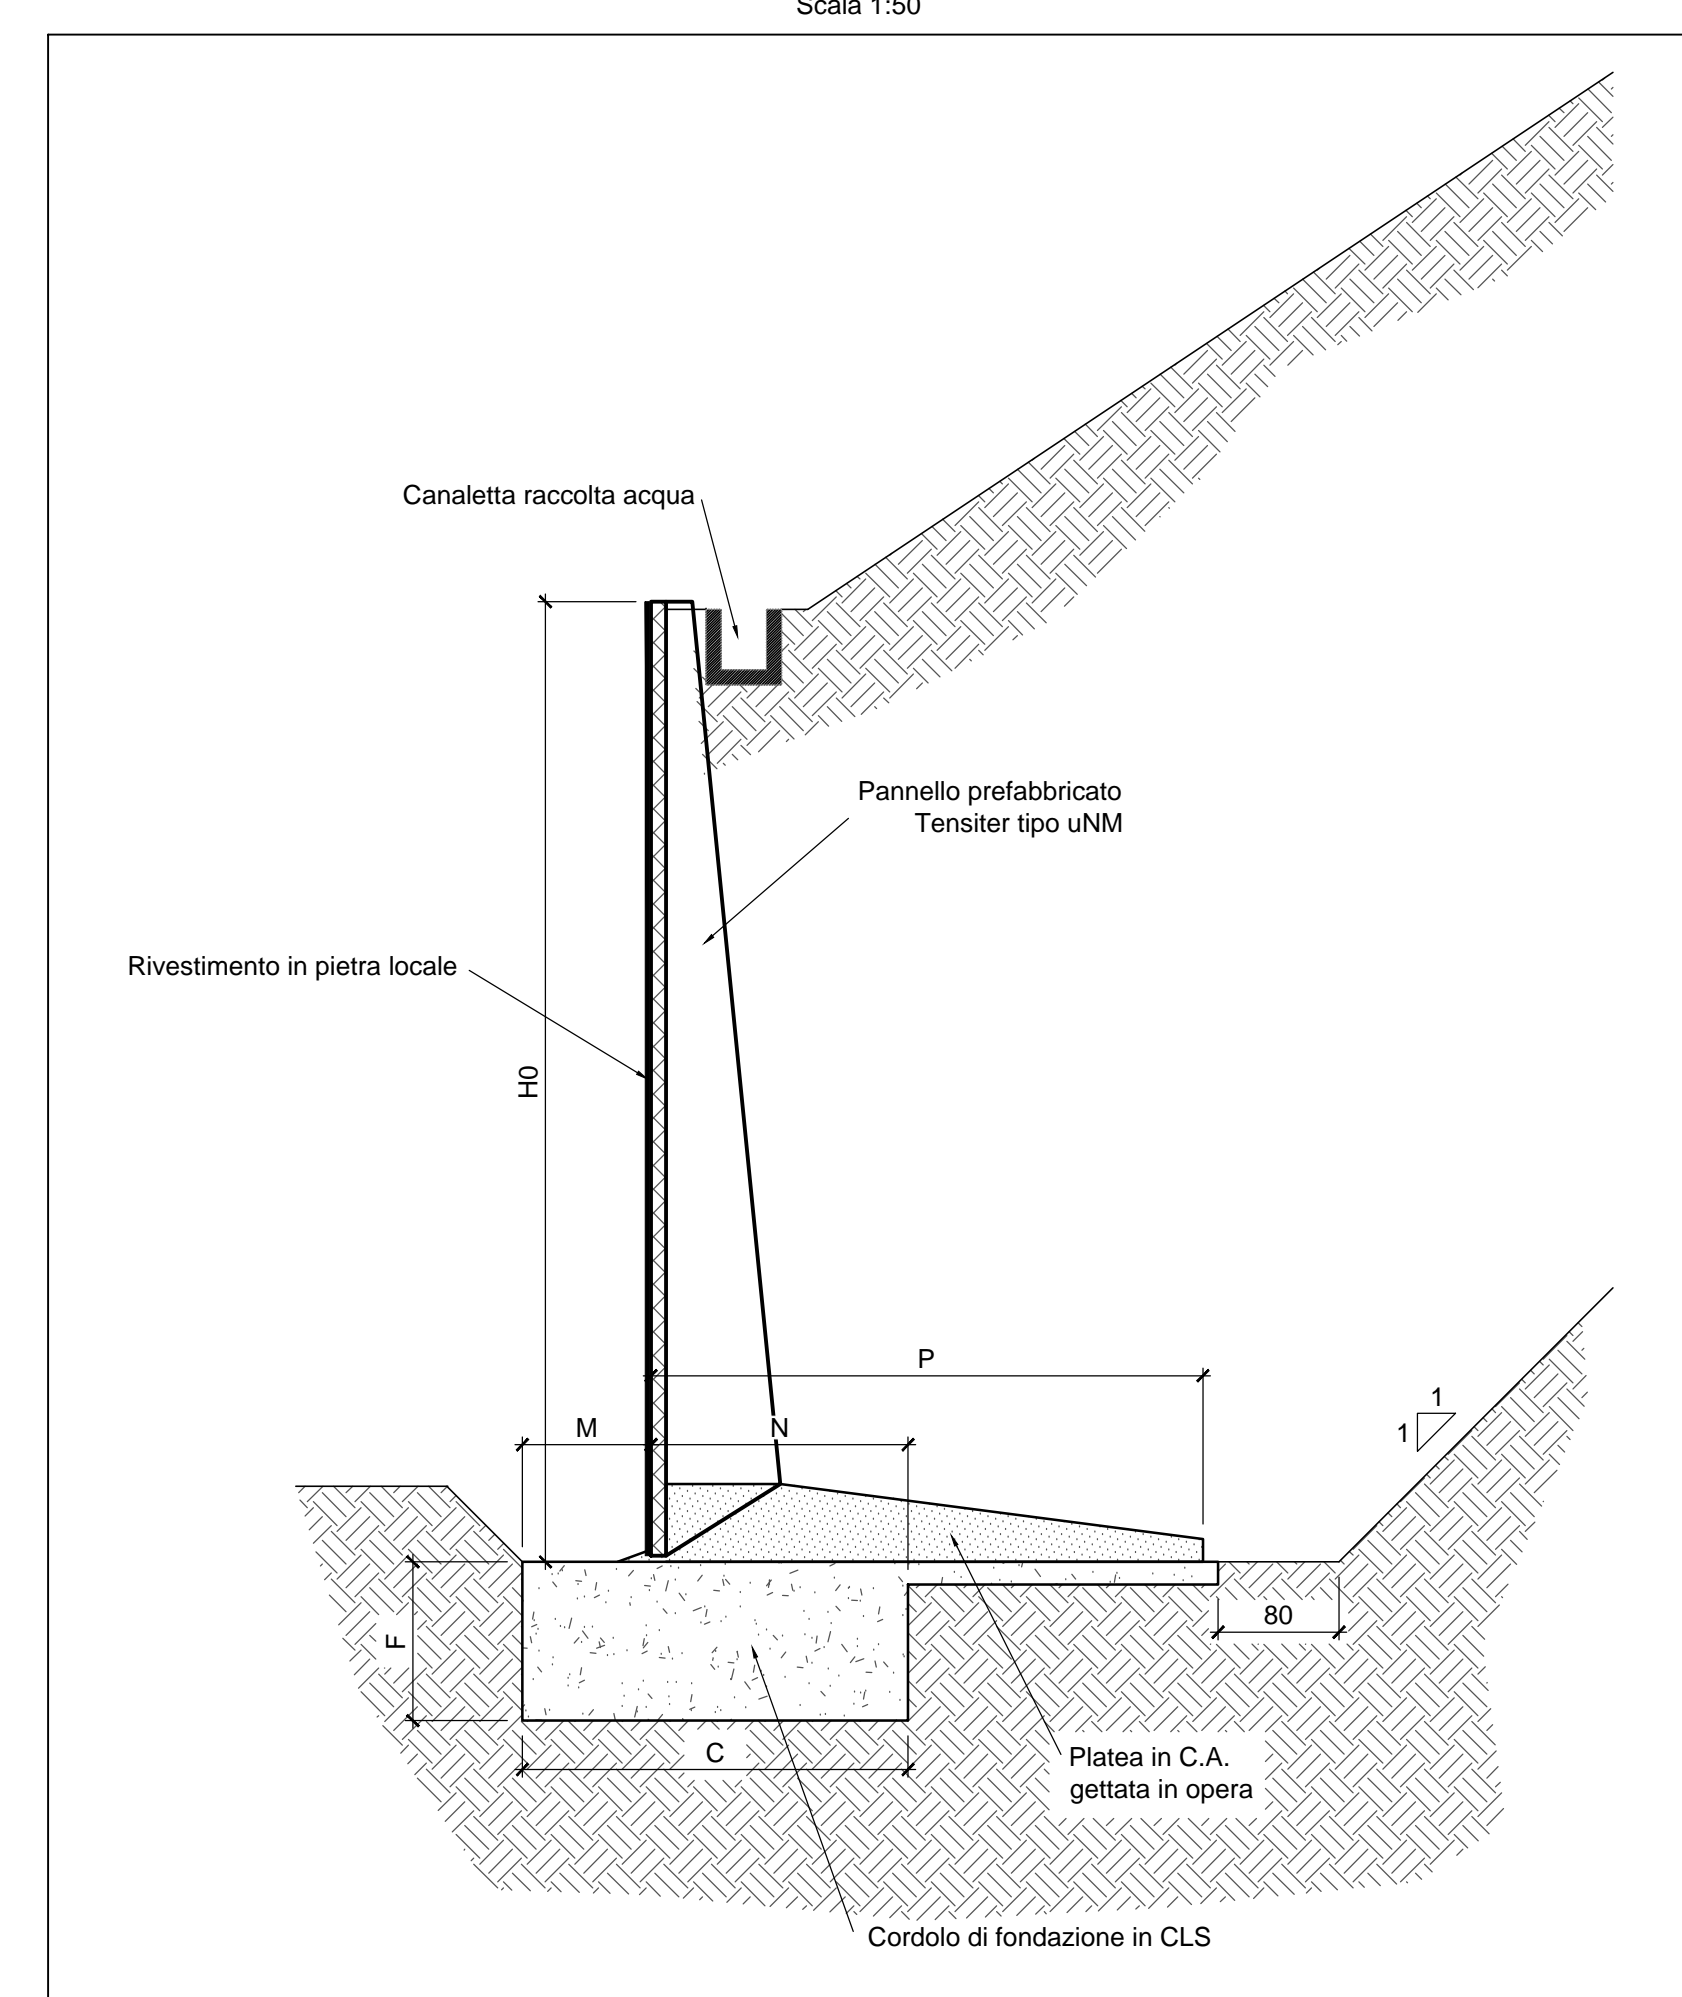 Scala 1:50
Canaletta raccolta acqua
Pannello prefabbricato
Tensiter tipo uNM
Rivestimento in pietra locale
H0
P
M
N
1
1
F
80
C
Platea in C.A.
gettata in opera
Cordolo di fondazione in CLS